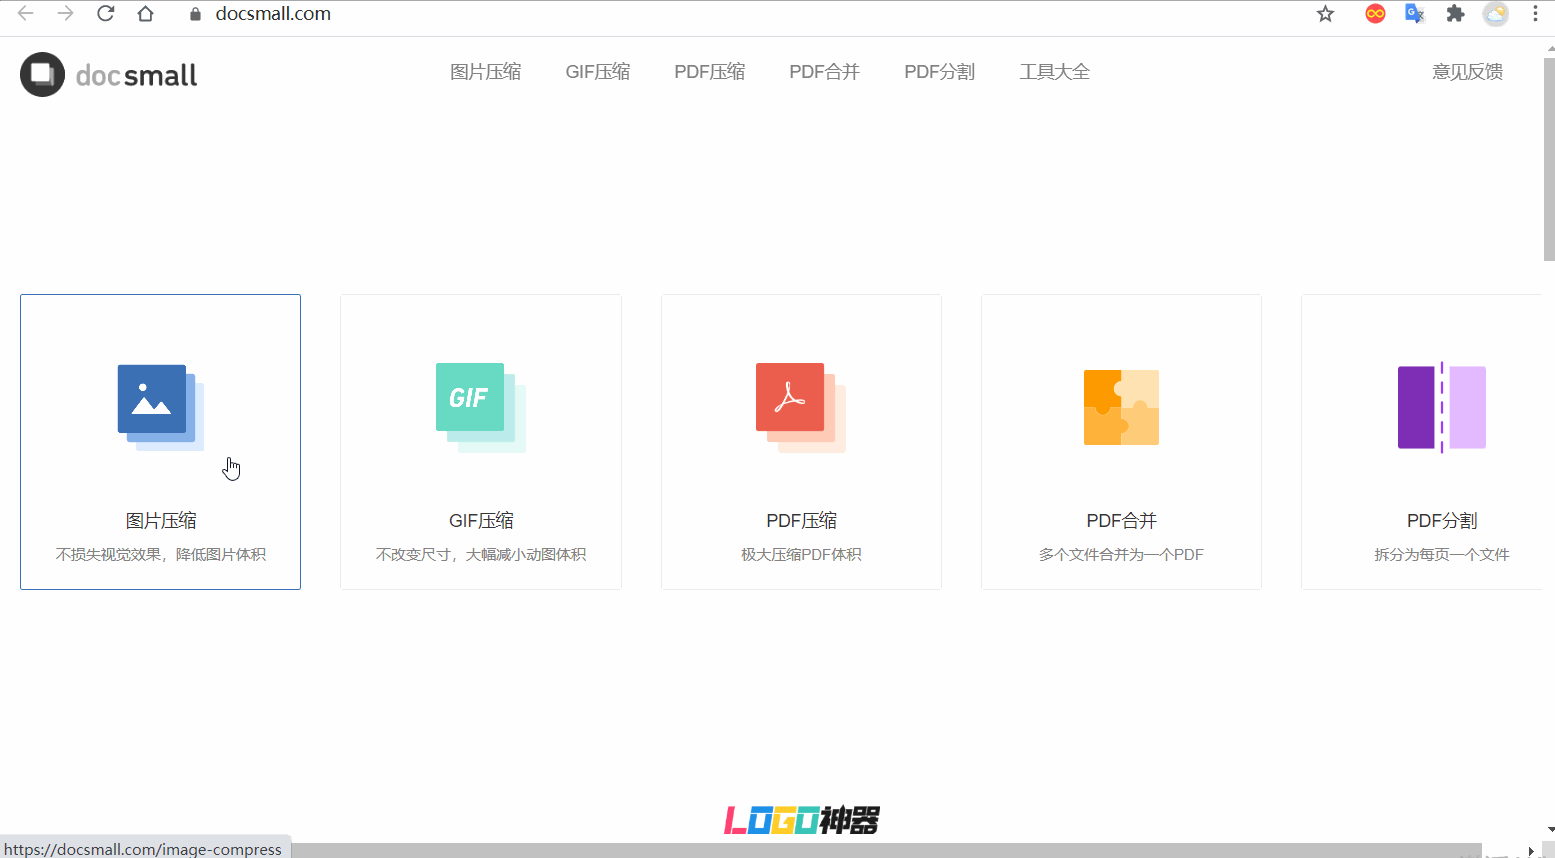 docsmall.com
docsmall
图片压缩
GIF压缩
PDF压缩
PDF合并
PDF分割
工具大全
意见反馈
GIF
图片压缩
不损失视觉效果，降低图片体积
GIF压缩
不改变尺寸，大幅减小动图体积
PDF压缩
极大压缩PDF体积
PDF合并
多个文件合并为一个PDF
PDF分割
拆分为每页一个文件
LOGO神器
https://docsmall.com/image-compress